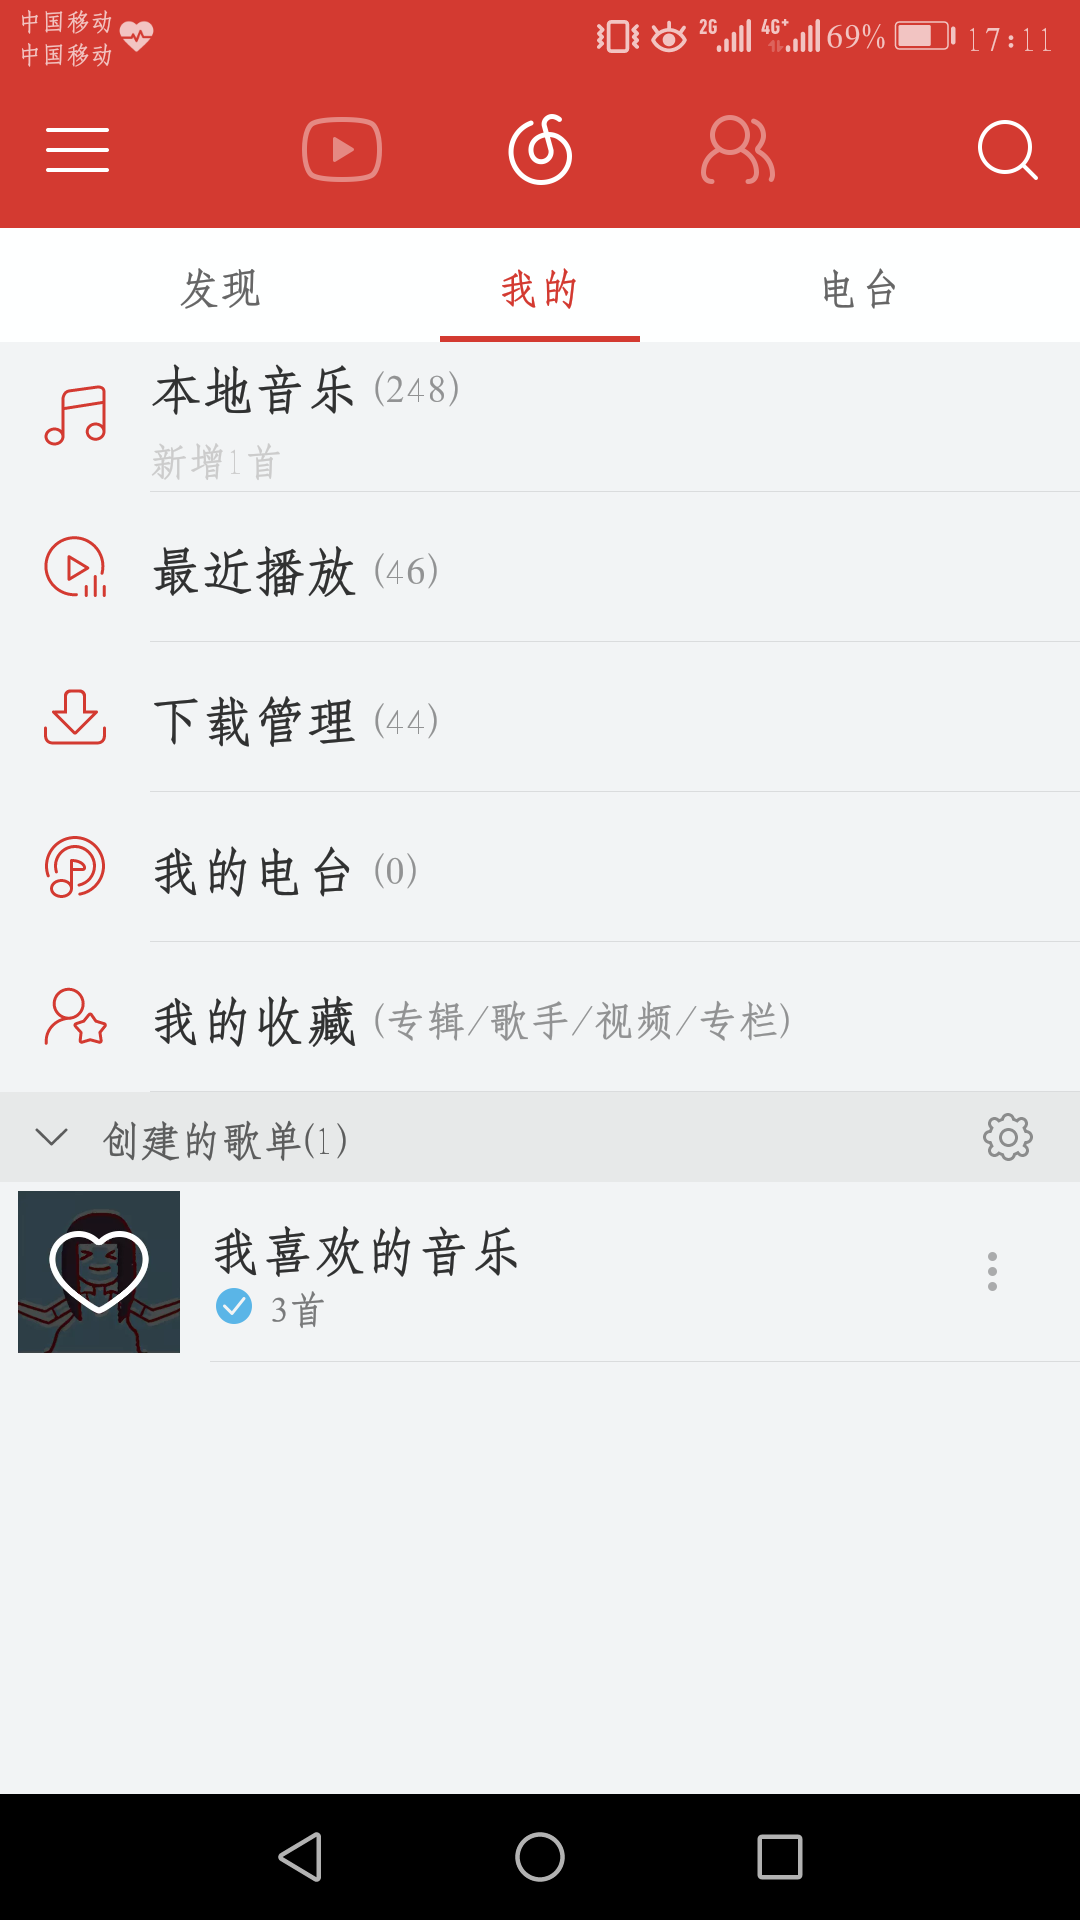 中国移动
中国移动
2G 4G+ 69% 17:11
发现 我的 电台
本地音乐 (248)
新增1首
最近播放 (46)
下载管理 (44)
我的电台 (0)
我的收藏 (专辑/歌手/视频/专栏)
创建的歌单(1)
我喜欢的音乐
3首